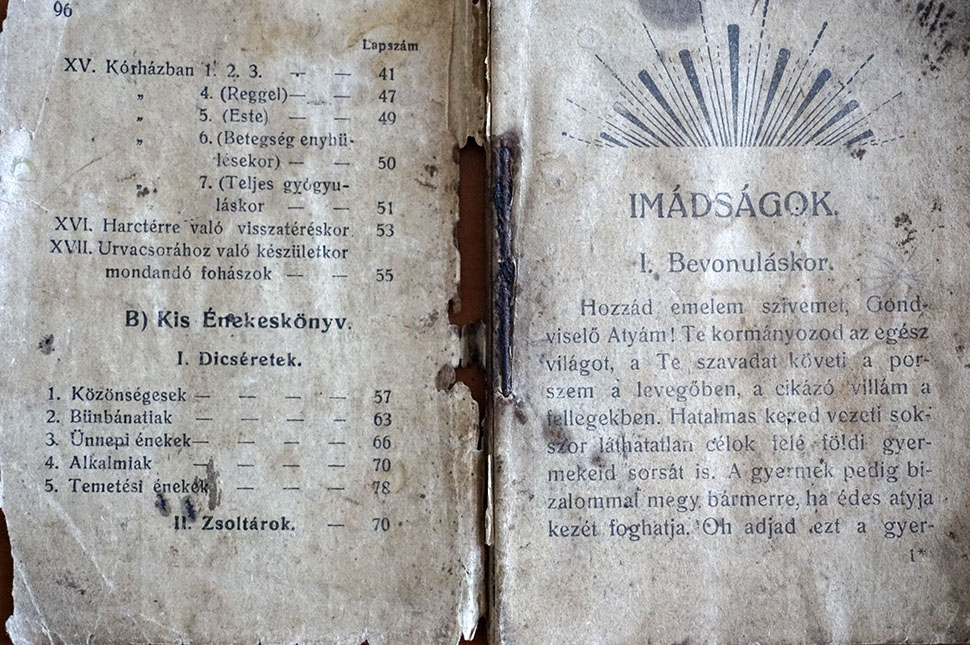 96
Lapszám
XV. Kórházban 1. 2. 3. — — 41
„ 4. (Reggel)— — 47
„ 5. (Este) — — 49
„ 6. (Betegség enyhü-
lésekor) — — 50
7. (Teljes gyógyu-
láskor — — 51
XVI. Harctérre való visszatéréskor 53
XVII. Urvacsorához való készületkor
mondandó fohászok — — 55
B) Kis Énekeskönyv.
I. Dicséretek.
1. Közönségesek — — — — 57
2. Bünbánatiak — — — — 63
3. Ünnepi énekek— — — — 66
4. Alkalmiak — — — — 70
5. Temetési énekek — — — 78
II. Zsoltárok. — 70
IMÁDSÁGOK.
I. Bevonuláskor.
Hozzád emelem szivemet, Gond-
viselő Atyám! Te kormányozod az egész
világot, a Te szavadat követi a por-
szem a levegőben, a cikázó villám a
fellegekben. Hatalmas kezed vezeti sok-
szor láthatatlan célok felé földi gyer-
mekeid sorsát is. A gyermek pedig bi-
zalommal megy bármerre, ha édes atyja
kezét foghatja. Oh adjad ezt a gyer-
1*